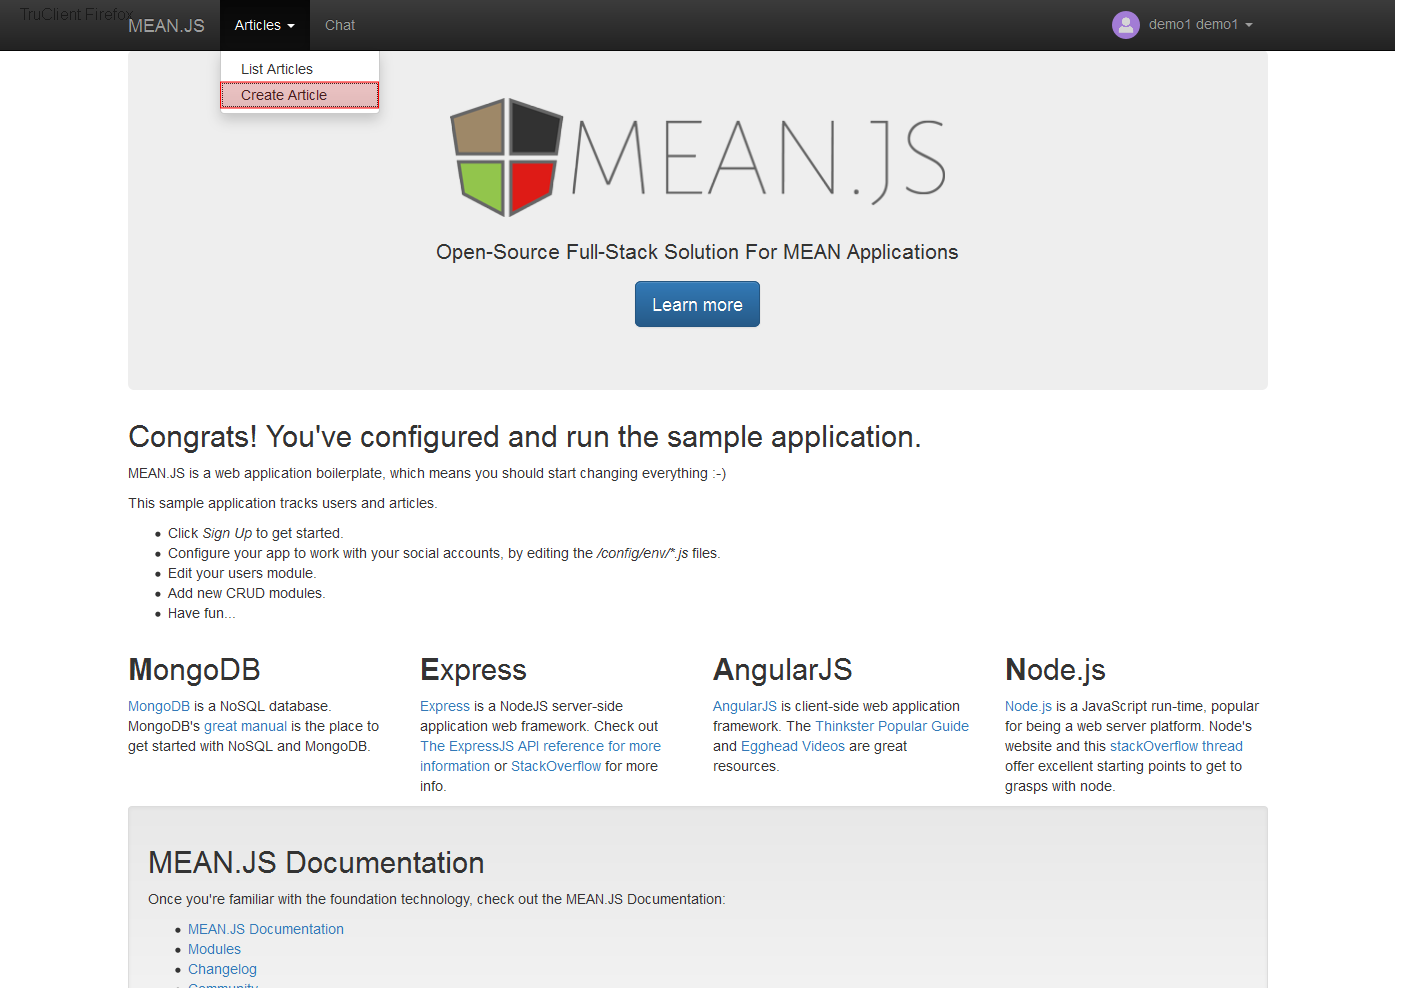 TruClient Firefox
MEAN.JS Articles Chat demo1 demo1
List Articles
Create Article
MEAN.JS
Open-Source Full-Stack Solution For MEAN Applications
Learn more
Congrats! You've configured and run the sample application.
MEAN.JS is a web application boilerplate, which means you should start changing everything :-)
This sample application tracks users and articles.
Click Sign Up to get started.
Configure your app to work with your social accounts, by editing the /config/env/*.js files.
Edit your users module.
Add new CRUD modules.
Have fun...
MongoDB
MongoDB is a NoSQL database.
MongoDB's great manual is the place to
get started with NoSQL and MongoDB.
Express
Express is a NodeJS server-side
application web framework. Check out
The ExpressJS API reference for more
information or StackOverflow for more
info.
AngularJS
AngularJS is client-side web application
framework. The Thinkster Popular Guide
and Egghead Videos are great
resources.
Node.js
Node.js is a JavaScript run-time, popular
for being a web server platform. Node's
website and this stackOverflow thread
offer excellent starting points to get to
grasps with node.
MEAN.JS Documentation
Once you're familiar with the foundation technology, check out the MEAN.JS Documentation:
MEAN.JS Documentation
Modules
Changelog
Community